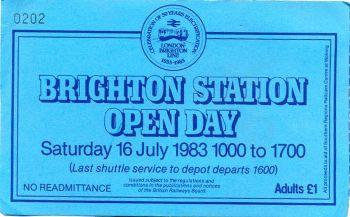 0202
CELEBRATION OF 50 YEARS ELECTRIFICATION
LONDON
BRIGHTON
LINE
1933-1983
BRIGHTON STATION
OPEN DAY
Saturday 16 July 1983 1000 to 1700
(Last shuttle service to depot departs 1600)
Issued subject to the regulations and
conditions in the publications and notices
of the British Railways Board.
NO READMITTANCE
Adults £1
All proceeds to aid of Southern Regions Railcare Centre at Woking